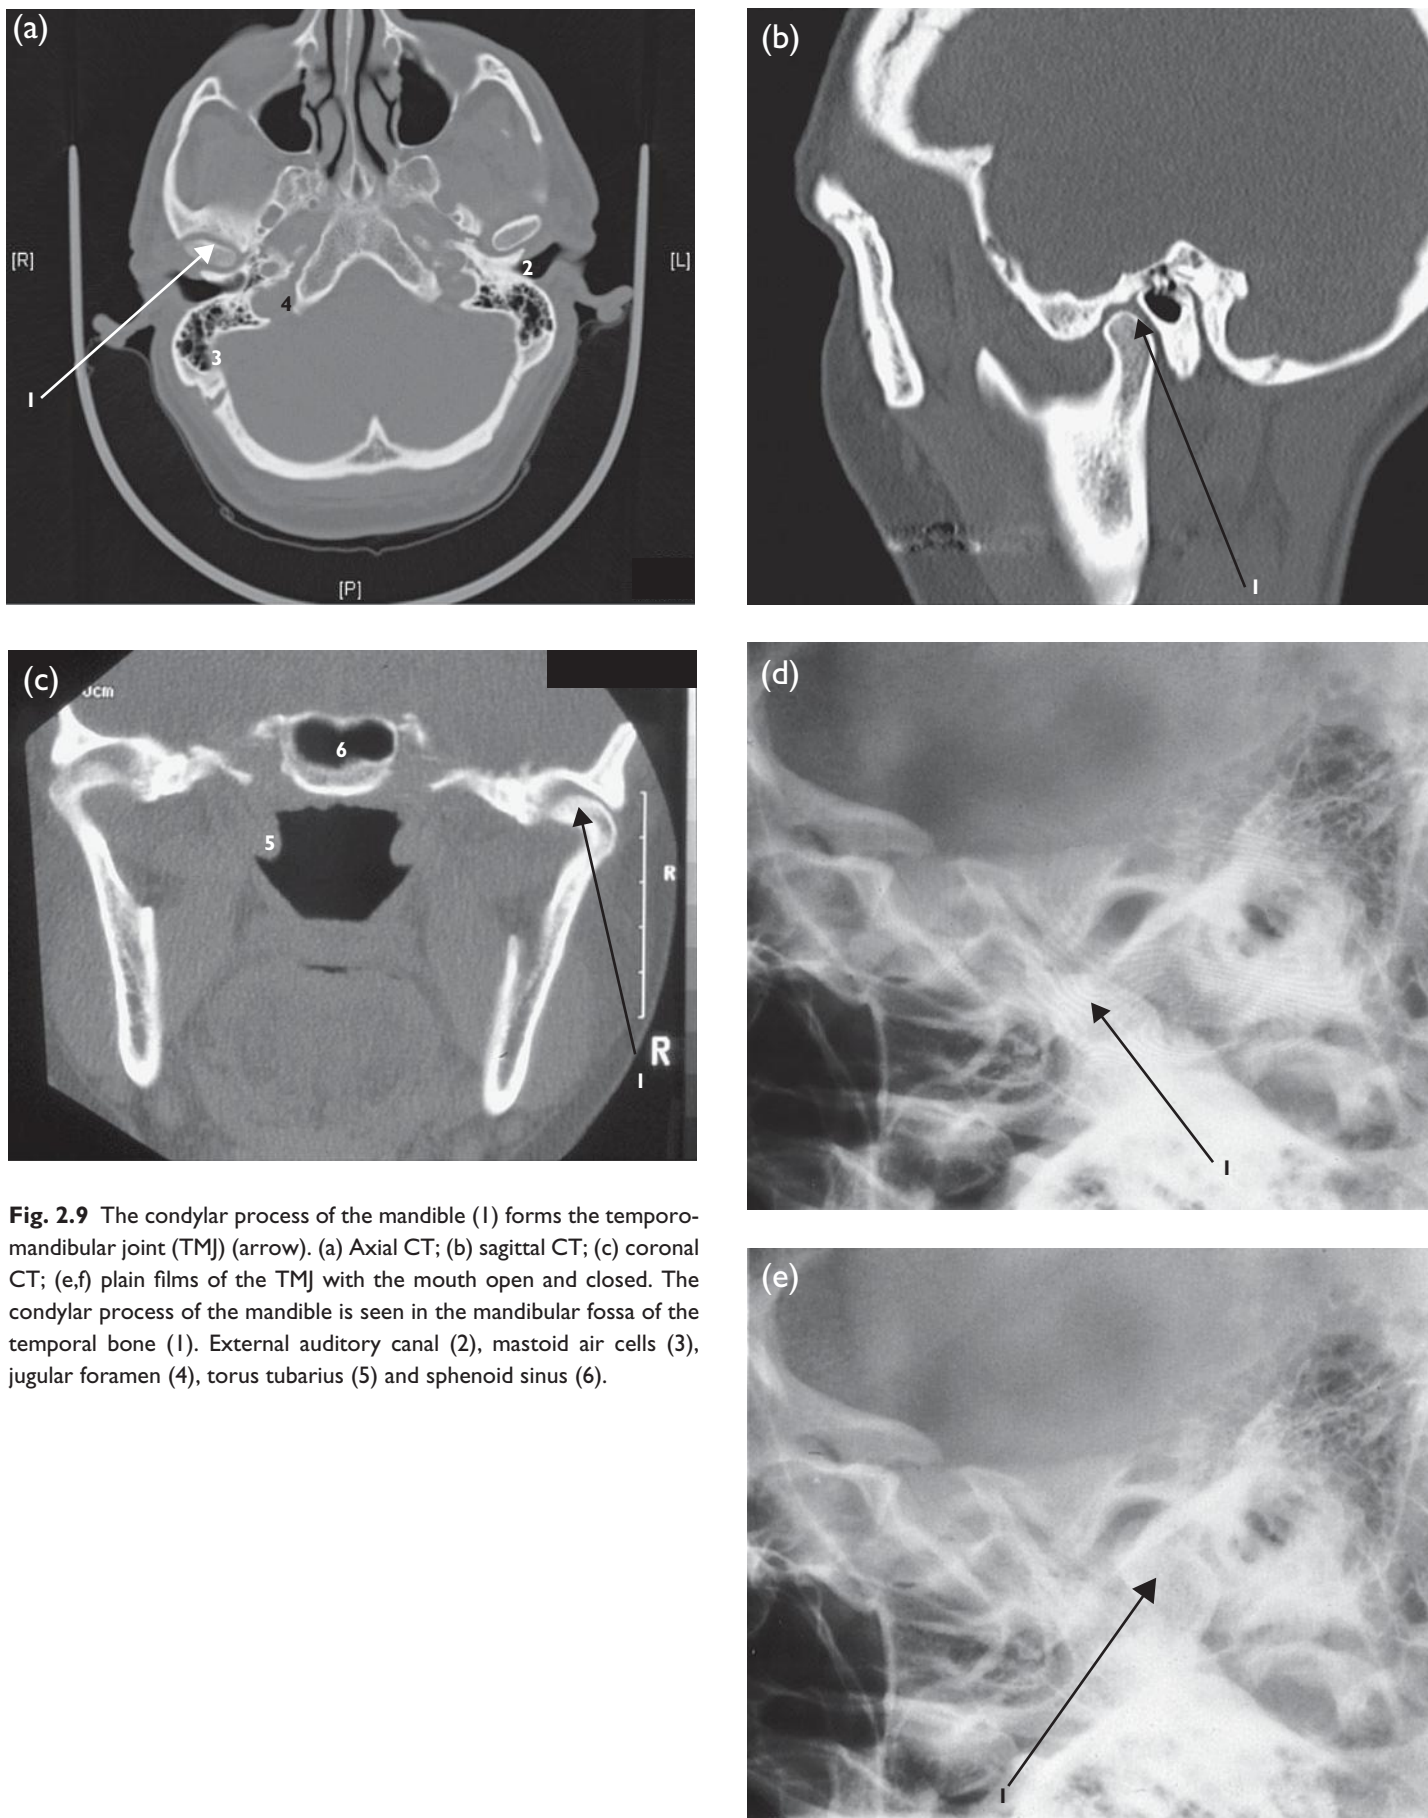 (a)
[R]
[L]
2
4
3
1
[P]
(b)
1
(c)
0cm
6
5
R
R
1
(d)
1
Fig. 2.9 The condylar process of the mandible (1) forms the temporo-
mandibular joint (TMJ) (arrow). (a) Axial CT; (b) sagittal CT; (c) coronal
CT; (e,f) plain films of the TMJ with the mouth open and closed. The
condylar process of the mandible is seen in the mandibular fossa of the
temporal bone (1). External auditory canal (2), mastoid air cells (3),
jugular foramen (4), torus tubarius (5) and sphenoid sinus (6).
(e)
1